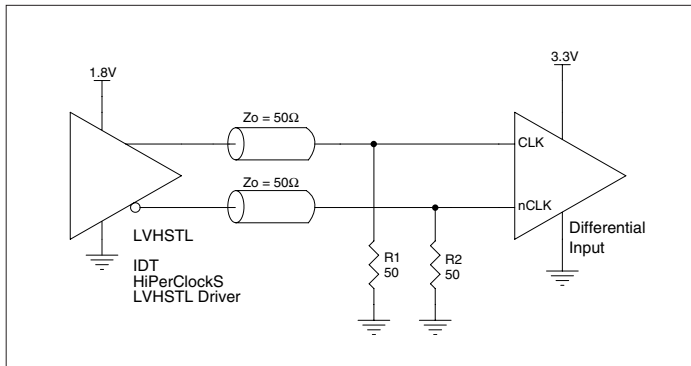 1.8V
3.3V
Zo = 50Ω
CLK
Zo = 50Ω
nCLK
LVHSTL
IDT
HiPerClockS
LVHSTL Driver
R1
50
R2
50
Differential
Input